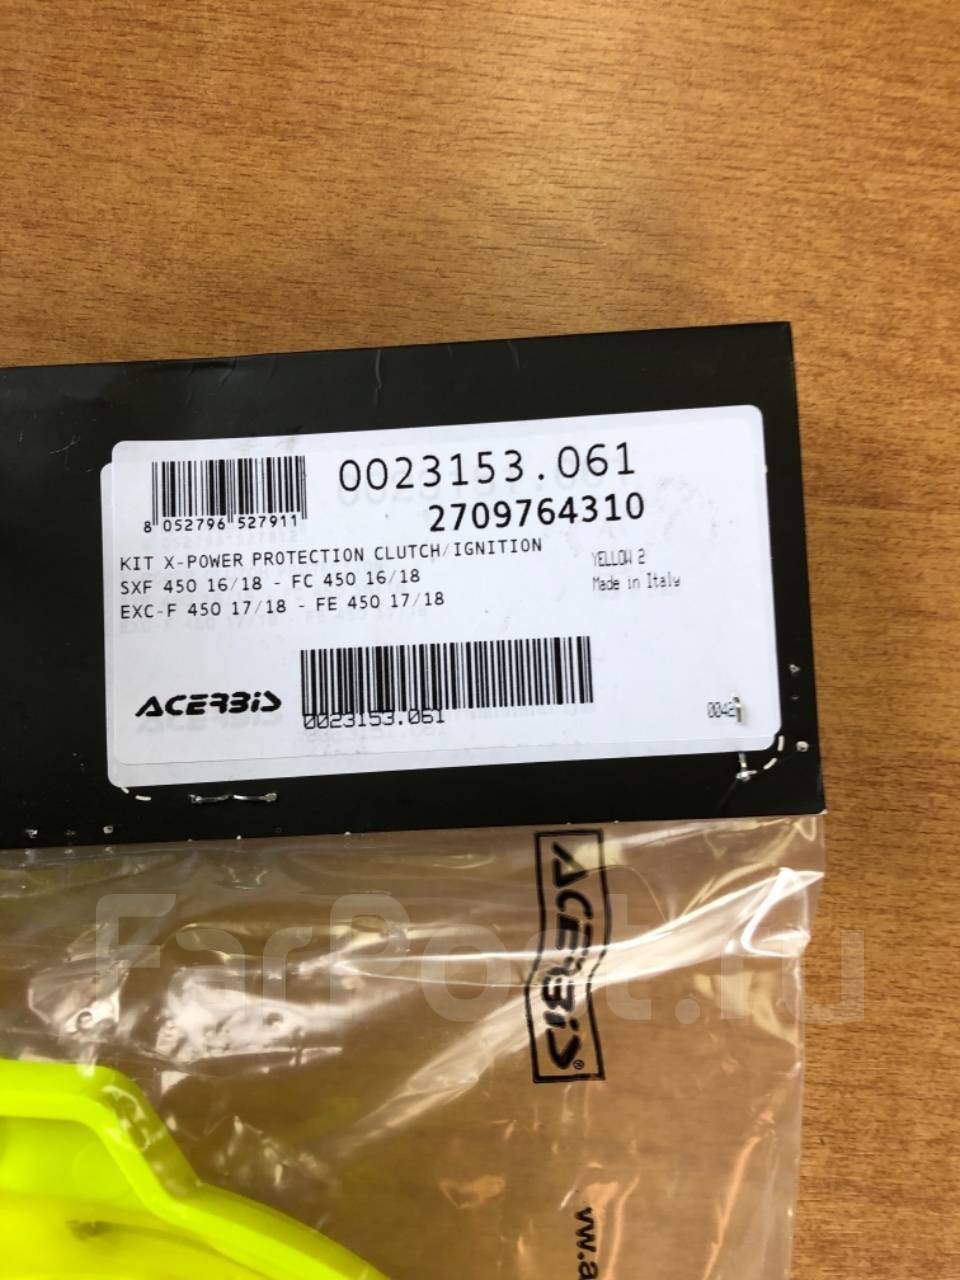 0023153.061
2709764310
8 052796 527911
KIT X-POWER PROTECTION CLUTCH/IGNITION
SXF 450 16/18 - FC 450 16/18
EXC-F 450 17/18 - FE 450 17/18
YELLOW 2
Made in Italy
ACERBIS
0023153.061
ACERBIS®
FarPost.ru